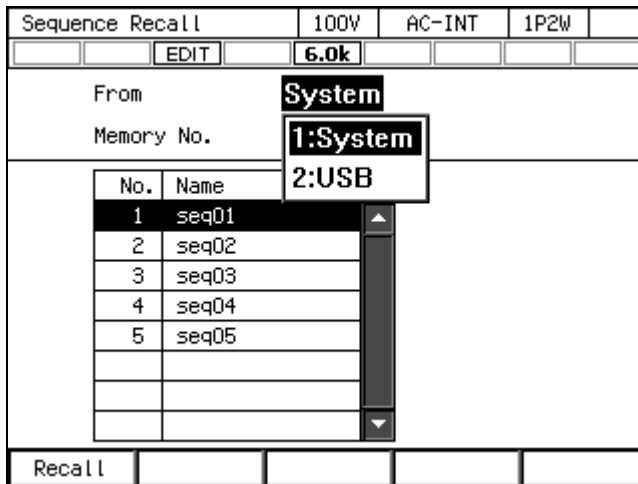 Sequence Recall 100V AC-INT 1P2W
EDIT 6.0k
From System
Memory No. 1:System
2:USB
No. Name
1 seq01
2 seq02
3 seq03
4 seq04
5 seq05
Recall